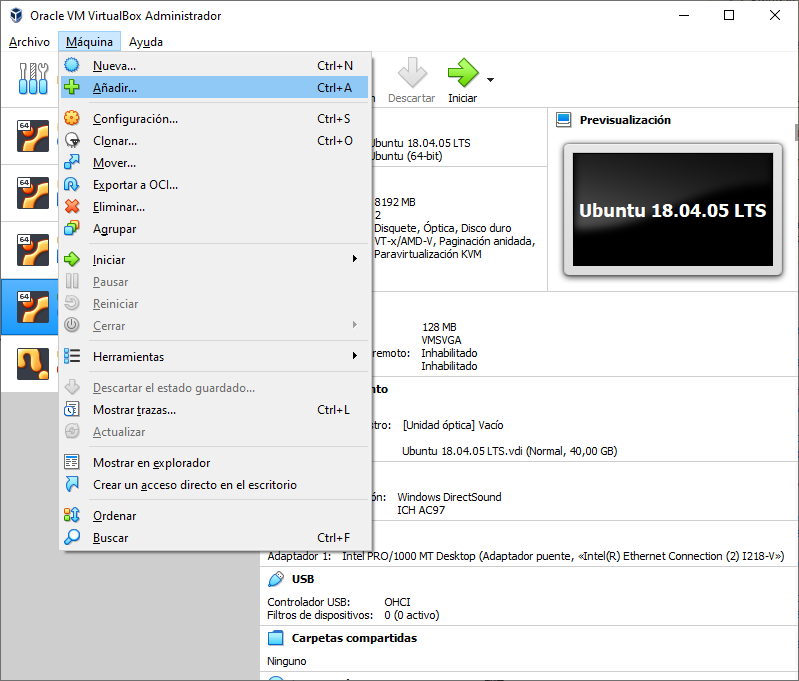 Oracle VM VirtualBox Administrador
Archivo Máquina Ayuda
Nueva... Ctrl+N
Añadir... Ctrl+A
Configuración... Ctrl+S
Clonar... Ctrl+O
Mover...
Exportar a OCI...
Eliminar...
Agrupar
Iniciar
Pausar
Reiniciar
Cerrar
Herramientas
Descartar el estado guardado...
Mostrar trazas... Ctrl+L
Actualizar
Mostrar en explorador
Crear un acceso directo en el escritorio
Ordenar
Buscar Ctrl+F
Descartar Iniciar
64
64
64
64
Ubuntu 18.04.05 LTS
Ubuntu (64-bit)
Previsualización
Ubuntu 18.04.05 LTS
8192 MB
2
Disquete, Óptica, Disco duro
VT-x/AMD-V, Paginación anidada,
Paravirtualización KVM
128 MB
VMSVGA
remoto: Inhabilitado
Inhabilitado
nto
stro: [Unidad óptica] Vacío
Ubuntu 18.04.05 LTS.vdi (Normal, 40,00 GB)
ón: Windows DirectSound
ICH AC97
Adaptador 1: Intel PRO/1000 MT Desktop (Adaptador puente, «Intel(R) Ethernet Connection (2) I218-V»)
USB
Controlador USB: OHCI
Filtros de dispositivos: 0 (0 activo)
Carpetas compartidas
Ninguno